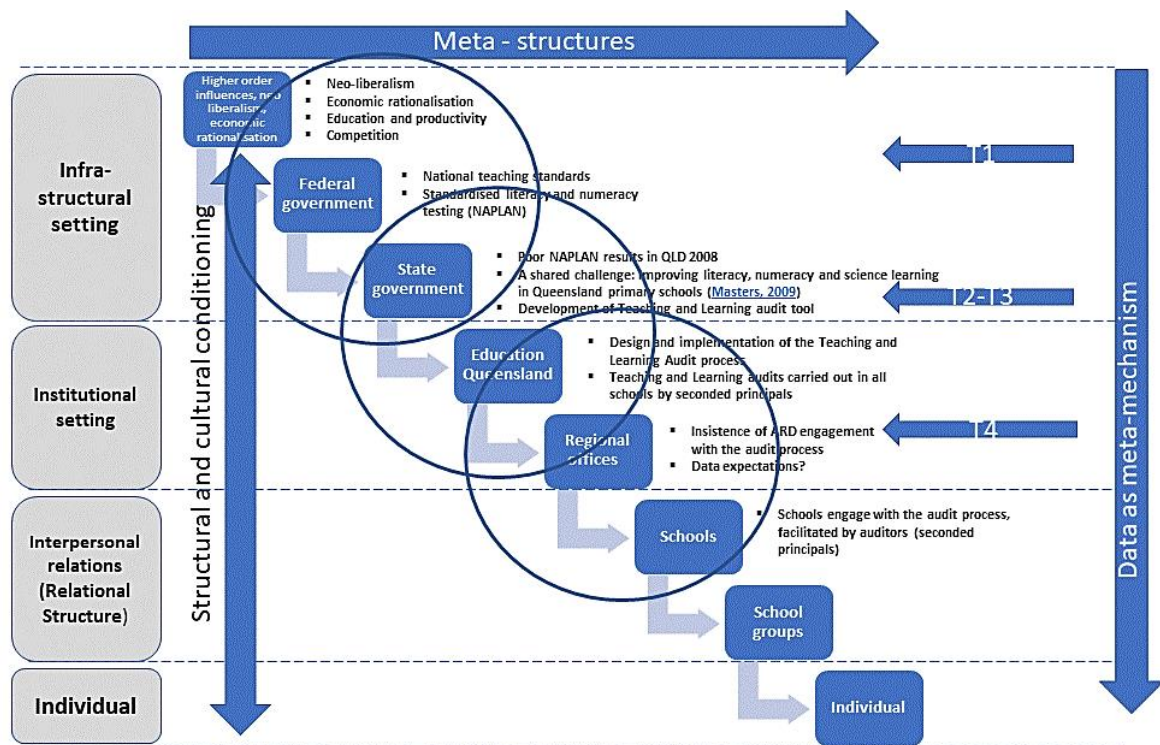 Meta - structures
Higher order
influences, neo
liberalism,
economic
rationalisation
▪ Neo-liberalism
▪ Economic rationalisation
▪ Education and productivity
▪ Competition
Infra-
structural
setting
T1
Federal
government
▪ National teaching standards
▪ Standardised literacy and numeracy
testing (NAPLAN)
State
government
▪ Poor NAPLAN results in QLD 2008
▪ A shared challenge: improving literacy, numeracy and science learning
in Queensland primary schools (Masters, 2009)
▪ Development of Teaching and Learning audit tool
T2-T3
Structural and cultural conditioning
Data as meta-mechanism
Institutional
setting
Education
Queensland
▪ Design and implementation of the Teaching and
Learning Audit process
▪ Teaching and Learning audits carried out in all
schools by seconded principals
Regional
offices
▪ Insistence of ARD engagement
with the audit process
▪ Data expectations?
T4
Interpersonal
relations
(Relational
Structure)
Schools
▪ Schools engage with the audit process,
facilitated by auditors (seconded
principals)
School
groups
Individual
Individual